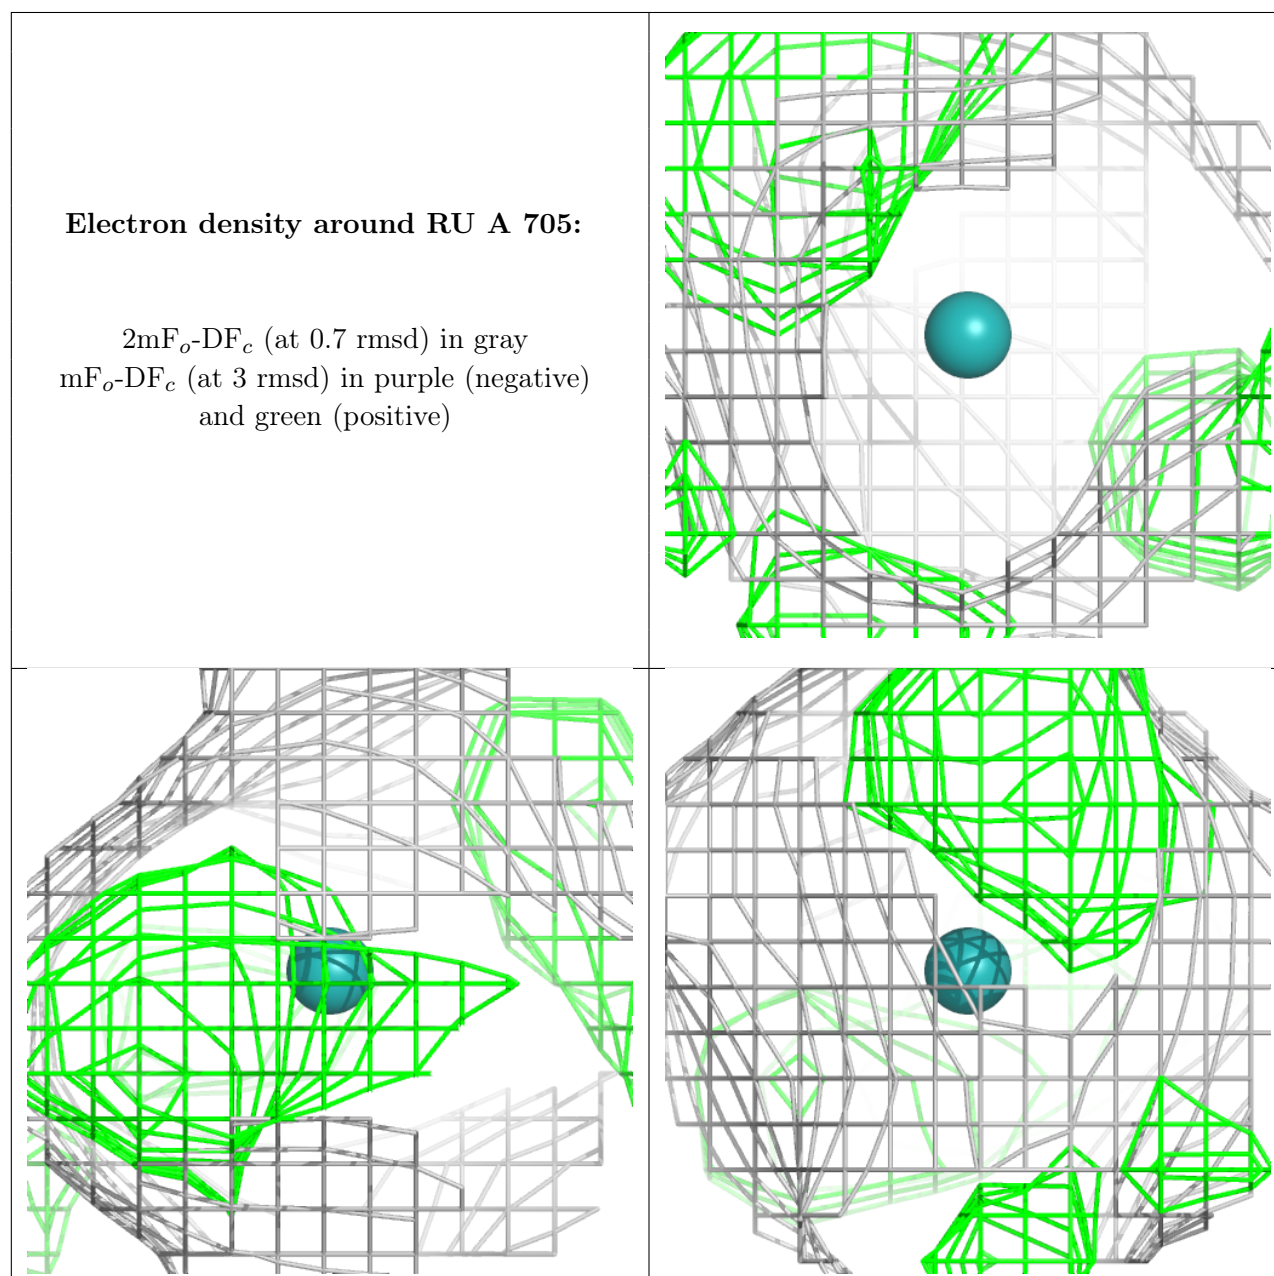 Electron density around RU A 705:
2mFo-DFc (at 0.7 rmsd) in gray
mFo-DFc (at 3 rmsd) in purple (negative)
and green (positive)